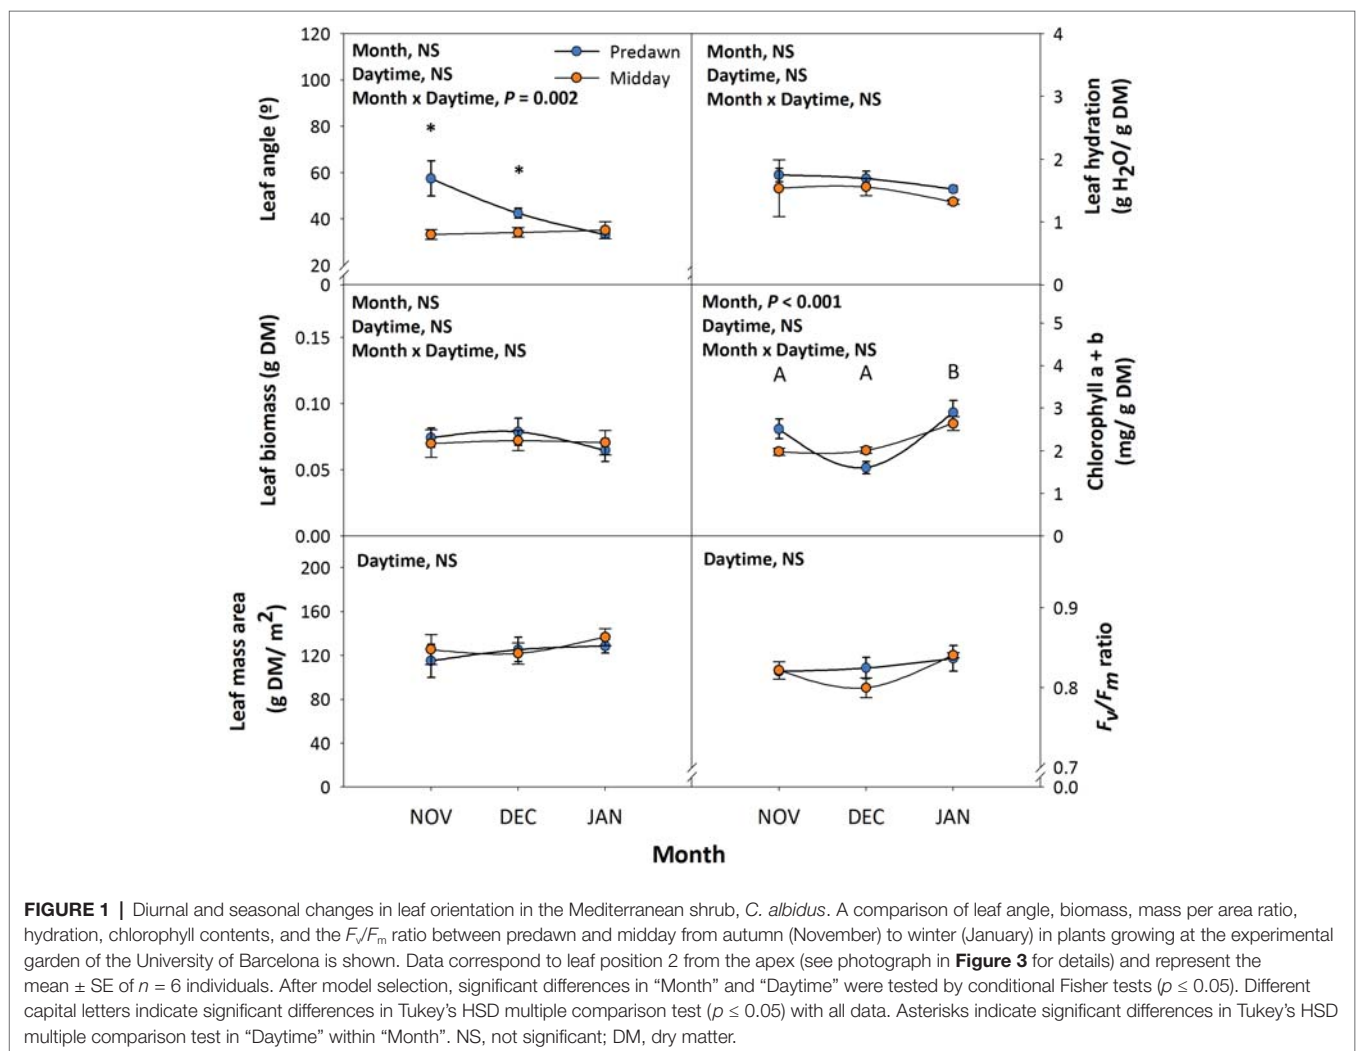 120
100
80
60
40
20
0
Leaf angle (º)
Month, NS
Daytime, NS
Month x Daytime, P = 0.002
Predawn
Midday
*
*
Month, NS
Daytime, NS
Month x Daytime, NS
4
3
2
1
0
Leaf hydration
(g H2O/ g DM)
0.15
0.10
0.05
0.00
Leaf biomass (g DM)
Month, NS
Daytime, NS
Month x Daytime, NS
Month, P < 0.001
Daytime, NS
Month x Daytime, NS
A A B
5
4
3
2
1
0
Chlorophyll a + b
(mg/ g DM)
200
160
120
80
40
0
Leaf mass area
(g DM/ m2)
Daytime, NS
Daytime, NS
0.9
0.8
0.7
0.0
Fv/Fm ratio
NOV DEC JAN NOV DEC JAN
Month
FIGURE 1 | Diurnal and seasonal changes in leaf orientation in the Mediterranean shrub, C. albidus. A comparison of leaf angle, biomass, mass per area ratio,
hydration, chlorophyll contents, and the Fv/Fm ratio between predawn and midday from autumn (November) to winter (January) in plants growing at the experimental
garden of the University of Barcelona is shown. Data correspond to leaf position 2 from the apex (see photograph in Figure 3 for details) and represent the
mean ± SE of n = 6 individuals. After model selection, significant differences in “Month” and “Daytime” were tested by conditional Fisher tests (p ≤ 0.05). Different
capital letters indicate significant differences in Tukey’s HSD multiple comparison test (p ≤ 0.05) with all data. Asterisks indicate significant differences in Tukey’s HSD
multiple comparison test in “Daytime” within “Month”. NS, not significant; DM, dry matter.